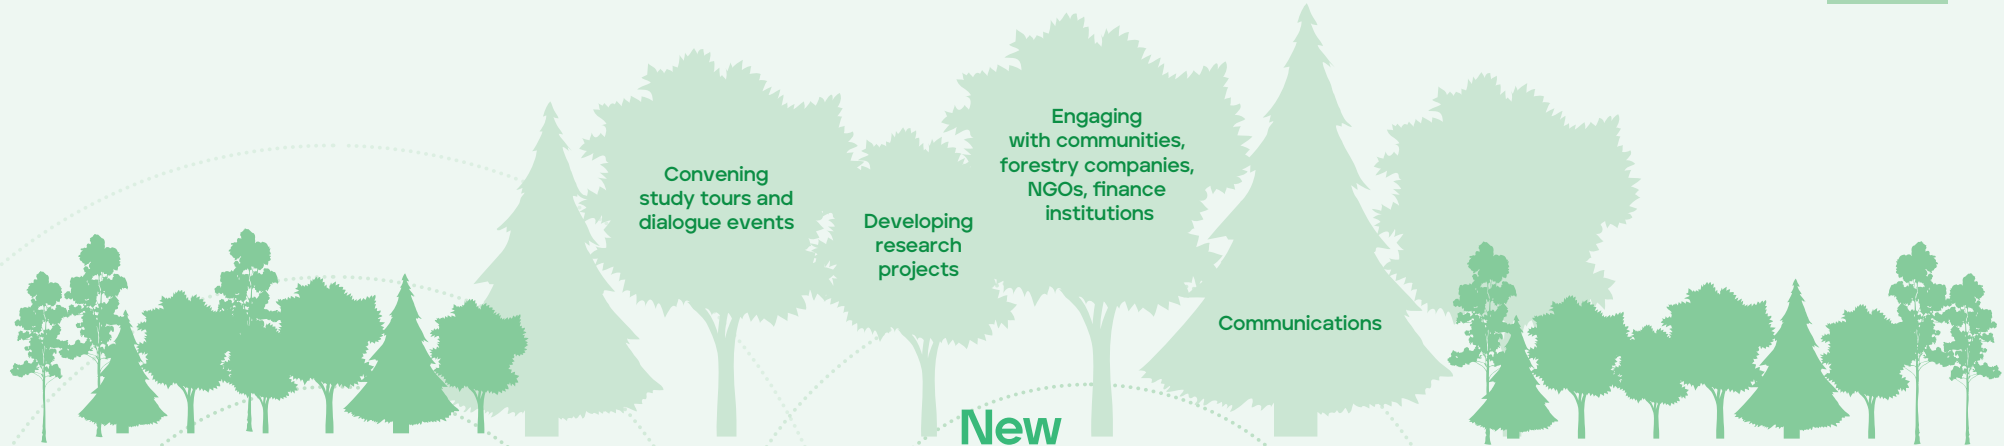 Convening
study tours and
dialogue events
Developing
research
projects
Engaging
with communities,
forestry companies,
NGOs, finance
institutions
Communications
New